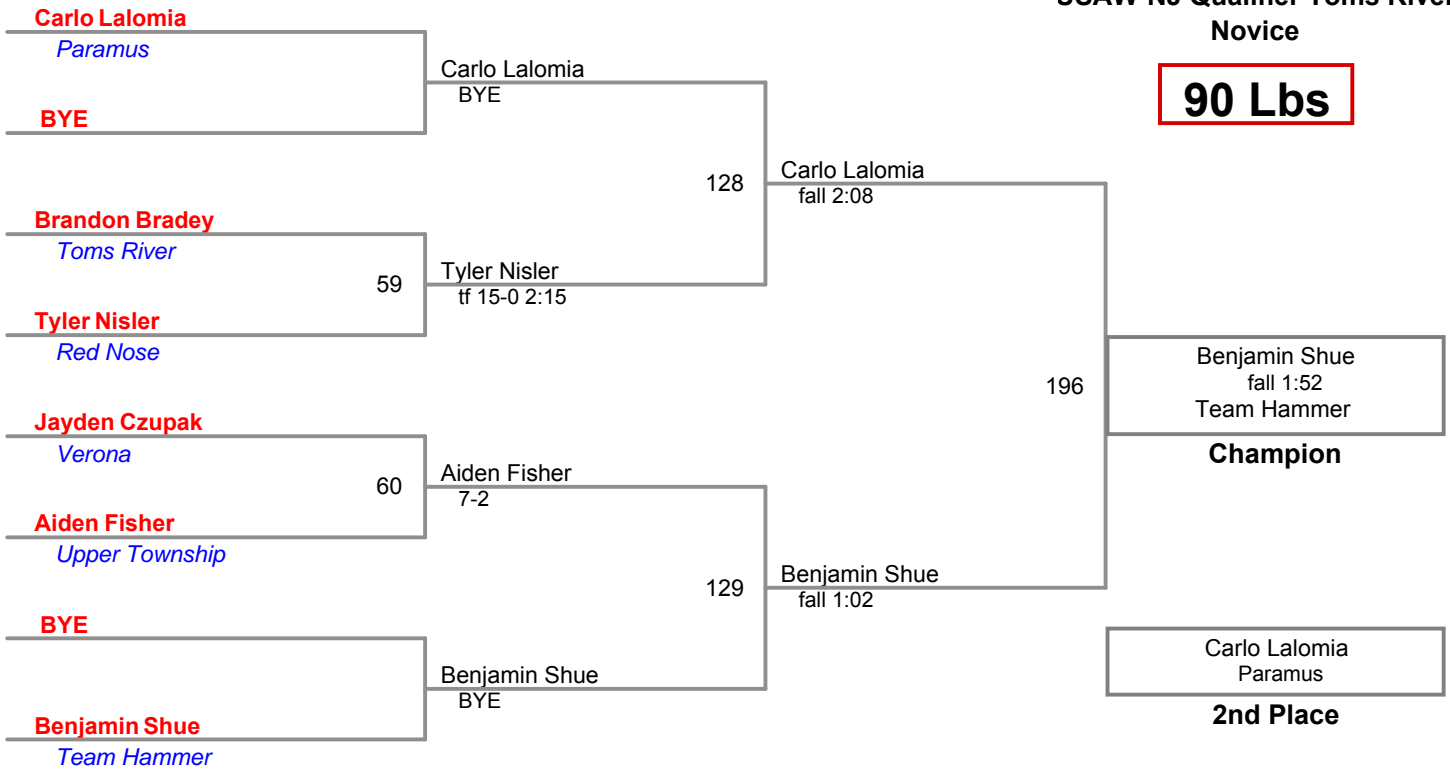 Novice
90 Lbs
Carlo Lalomia
Paramus
BYE
Brandon Bradey
Toms River
Tyler Nisler
Red Nose
Jayden Czupak
Verona
Aiden Fisher
Upper Township
BYE
Benjamin Shue
Team Hammer
Carlo Lalomia
BYE
59
Tyler Nisler
tf 15-0 2:15
60
Aiden Fisher
7-2
Benjamin Shue
BYE
128
Carlo Lalomia
fall 2:08
129
Benjamin Shue
fall 1:02
196
Benjamin Shue
fall 1:52
Team Hammer
Champion
Carlo Lalomia
Paramus
2nd Place